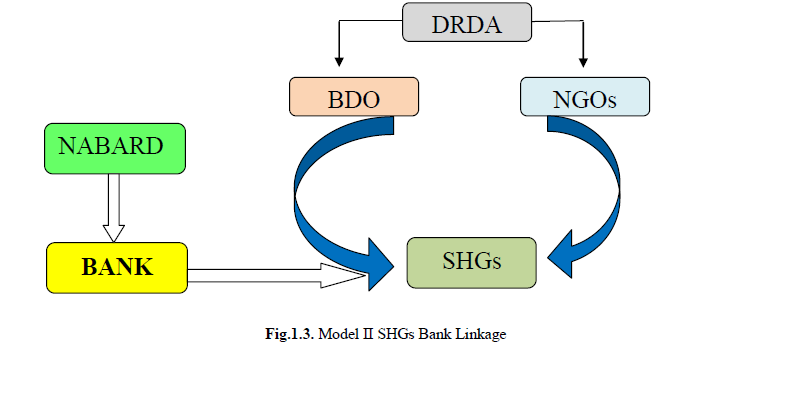 DRDA
BDO
NGOs
NABARD
SHGs
BANK
Fig.1.3. Model II SHGs Bank Linkage